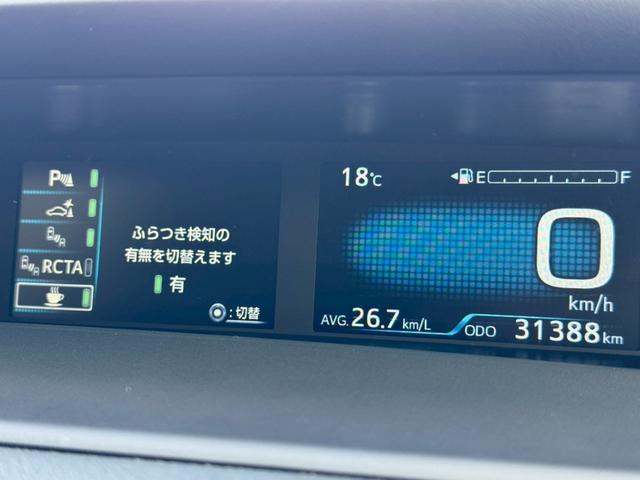 P
A
A RCTA
ふらつき検知の
有無を切替えます
有
:切替
18℃
E F
0
km/h
AVG. 26.7 km/L
ODO 31388 km